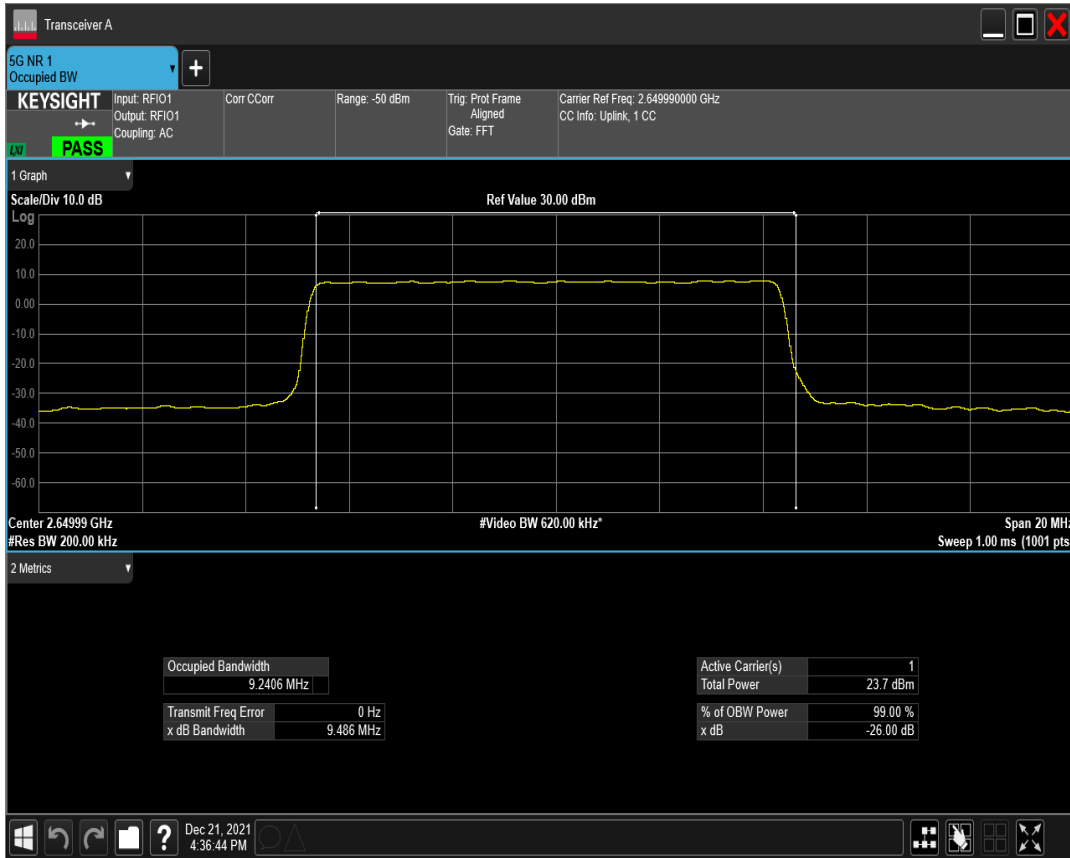 Transceiver A
5G NR 1
Occupied BW
KEYSIGHT
LXI
PASS
Input: RFIO1
Output: RFIO1
Coupling: AC
Corr CCorr
Range: -50 dBm
Trig: Prot Frame
Aligned
Gate: FFT
Carrier Ref Freq: 2.649990000 GHz
CC Info: Uplink, 1 CC
1 Graph
Scale/Div 10.0 dB
Ref Value 30.00 dBm
Log
20.0
10.0
0.00
-10.0
-20.0
-30.0
-40.0
-50.0
-60.0
Center 2.64999 GHz
#Video BW 620.00 kHz*
Span 20 MHz
#Res BW 200.00 kHz
Sweep 1.00 ms (1001 pts
2 Metrics
Occupied Bandwidth
9.2406 MHz
Transmit Freq Error 0 Hz
x dB Bandwidth 9.486 MHz
Active Carrier(s) 1
Total Power 23.7 dBm
% of OBW Power 99.00 %
x dB -26.00 dB
?
Dec 21, 2021
4:36:44 PM